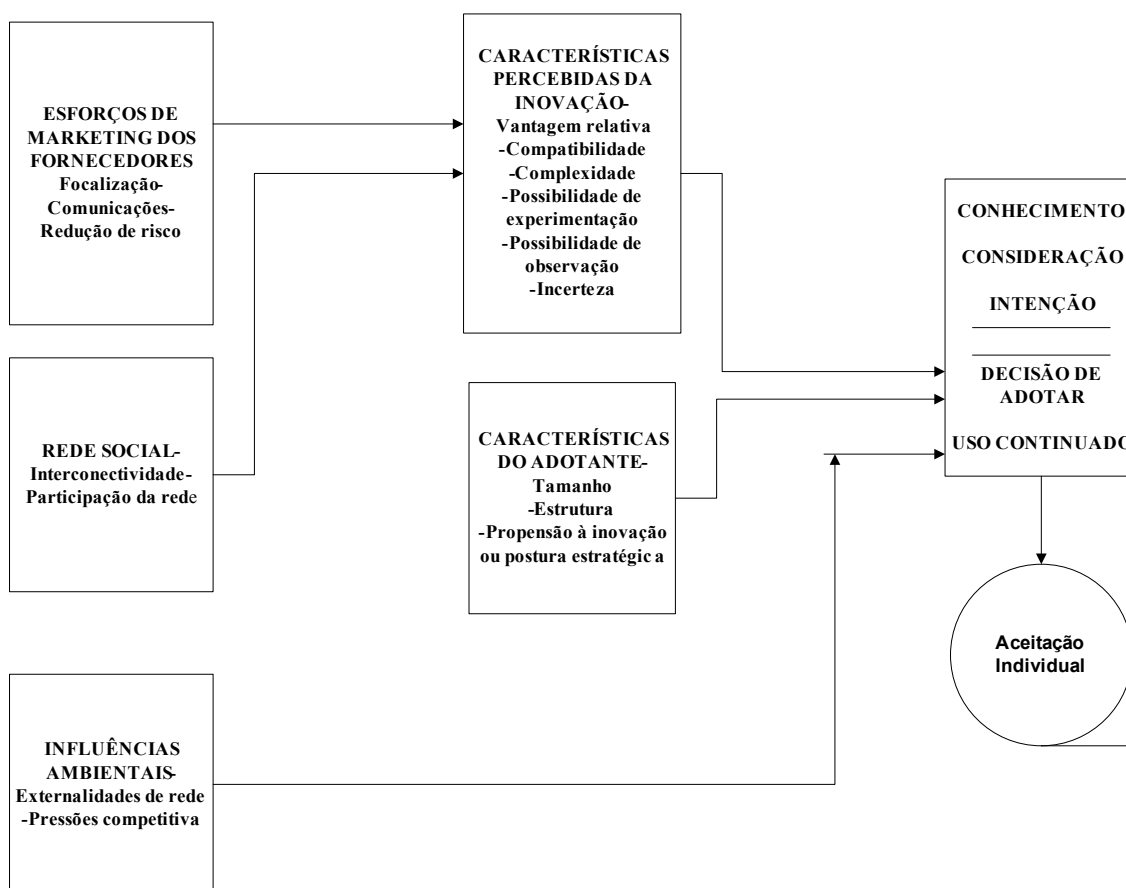 ESFORÇOS DE
MARKETING DOS
FORNECEDORES
Focalização-
Comunicações-
Redução de risco
REDE SOCIAL-
Interconectividade-
Participação da rede
INFLUÊNCIAS
AMBIENTAIS-
Externalidades de rede
-Pressões competitiva
CARACTERÍSTICAS
PERCEBIDAS DA
INOVAÇÃO-
Vantagem relativa
-Compatibilidade
-Complexidade
-Possibilidade de
experimentação
-Possibilidade de
observação
-Incerteza
CARACTERÍSTICAS
DO ADOTANTE-
Tamanho
-Estrutura
-Propensão à inovação
ou postura estratégic a
CONHECIMENTO
CONSIDERAÇÃO
INTENÇÃO
DECISÃO DE
ADOTAR
USO CONTINUADO
Aceitação
Individual